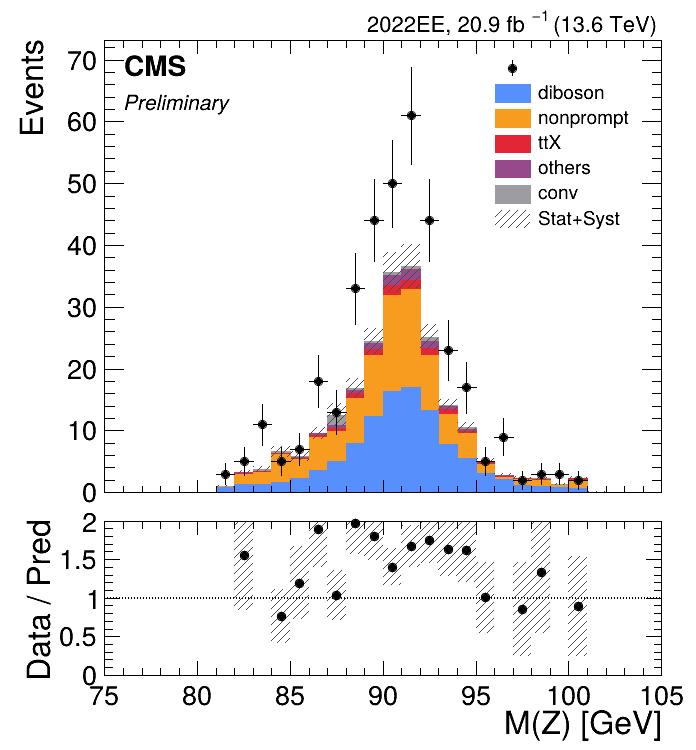 2022EE, 20.9 fb⁻¹ (13.6 TeV)
Events
CMS
Preliminary
diboson
nonprompt
ttX
others
conv
Stat+Syst
70
60
50
40
30
20
10
0
Data / Pred
2
1.5
1
0.5
0
75 80 85 90 95 100 105
M(Z) [GeV]